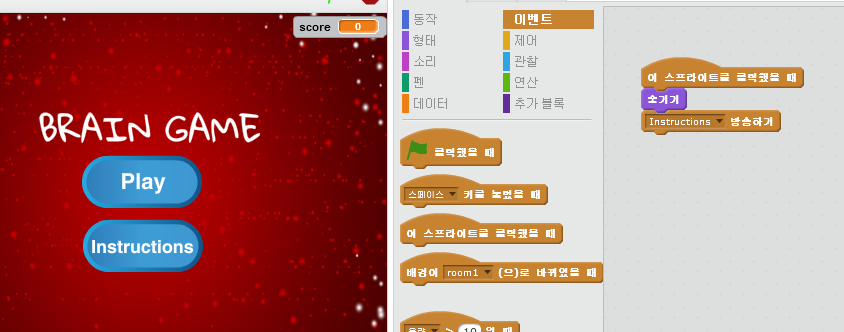 score 0
BRAIN GAME
Play
Instructions
동작
형태
소리
펜
데이터
이벤트
제어
관찰
연산
추가 블록
클릭했을 때
스페이스 키를 눌렀을 때
이 스프라이트를 클릭했을 때
배경이 room1 (으)로 바뀌었을 때
음량 > 10 일 때
이 스프라이트를 클릭했을 때
숨기기
Instructions 방송하기